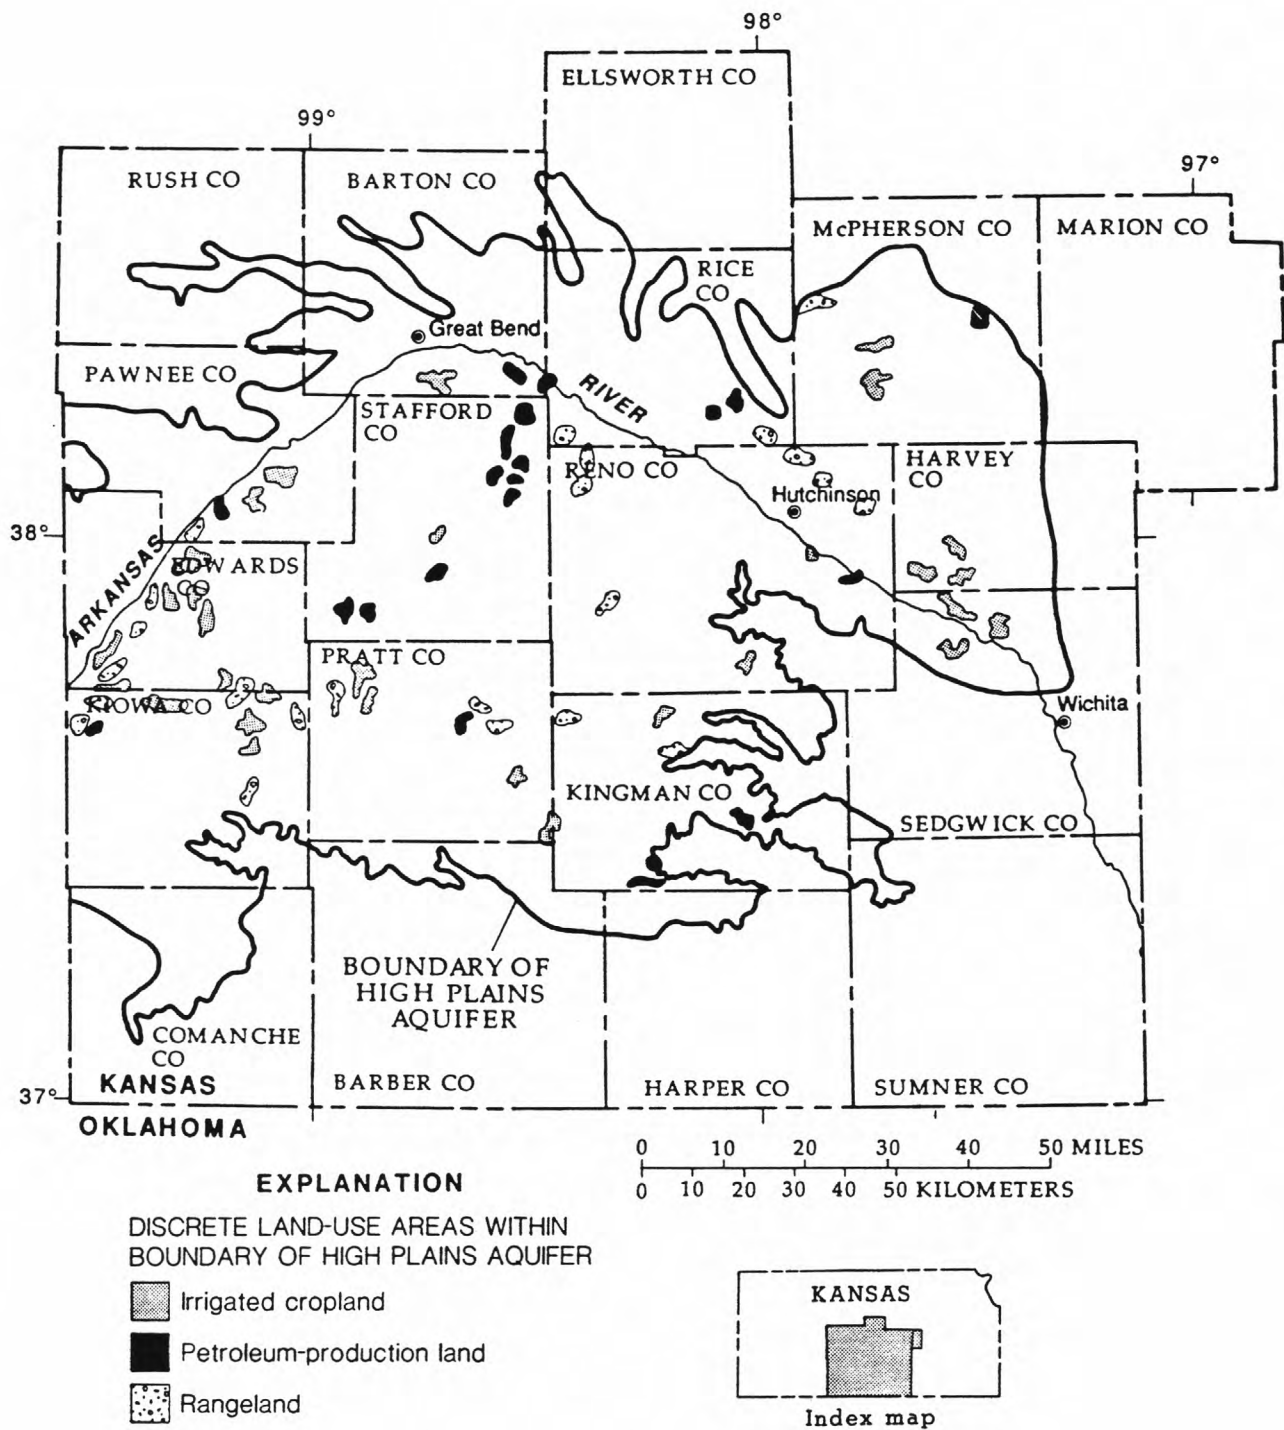 98°
ELLSWORTH CO
99°
97°
RUSH CO
BARTON CO
McPHERSON CO
MARION CO
RICE
CO
Great Bend
PAWNEE CO
RIVER
STAFFORD
CO
RENO CO
HARVEY
CO
Hutchinson
38°
ARKANSAS
EDWARDS
CO
PRATT CO
KIOWA CO
Wichita
KINGMAN CO
SEDGWICK CO
BOUNDARY OF
HIGH PLAINS
AQUIFER
COMANCHE
CO
KANSAS
BARBER CO
HARPER CO
SUMNER CO
37°
OKLAHOMA
0 10 20 30 40 50 MILES
0 10 20 30 40 50 KILOMETERS
EXPLANATION
DISCRETE LAND-USE AREAS WITHIN
BOUNDARY OF HIGH PLAINS AQUIFER
Irrigated cropland
Petroleum-production land
Rangeland
KANSAS
Index map